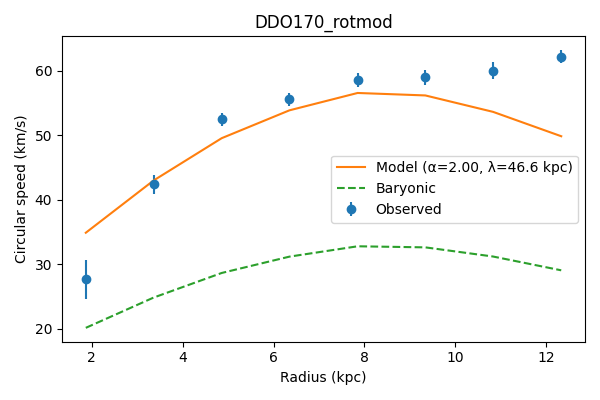 DDO170_rotmod
Circular speed (km/s)
60
50
40
30
20
Model (α=2.00, λ=46.6 kpc)
Baryonic
Observed
2
4
6
8
10
12
Radius (kpc)